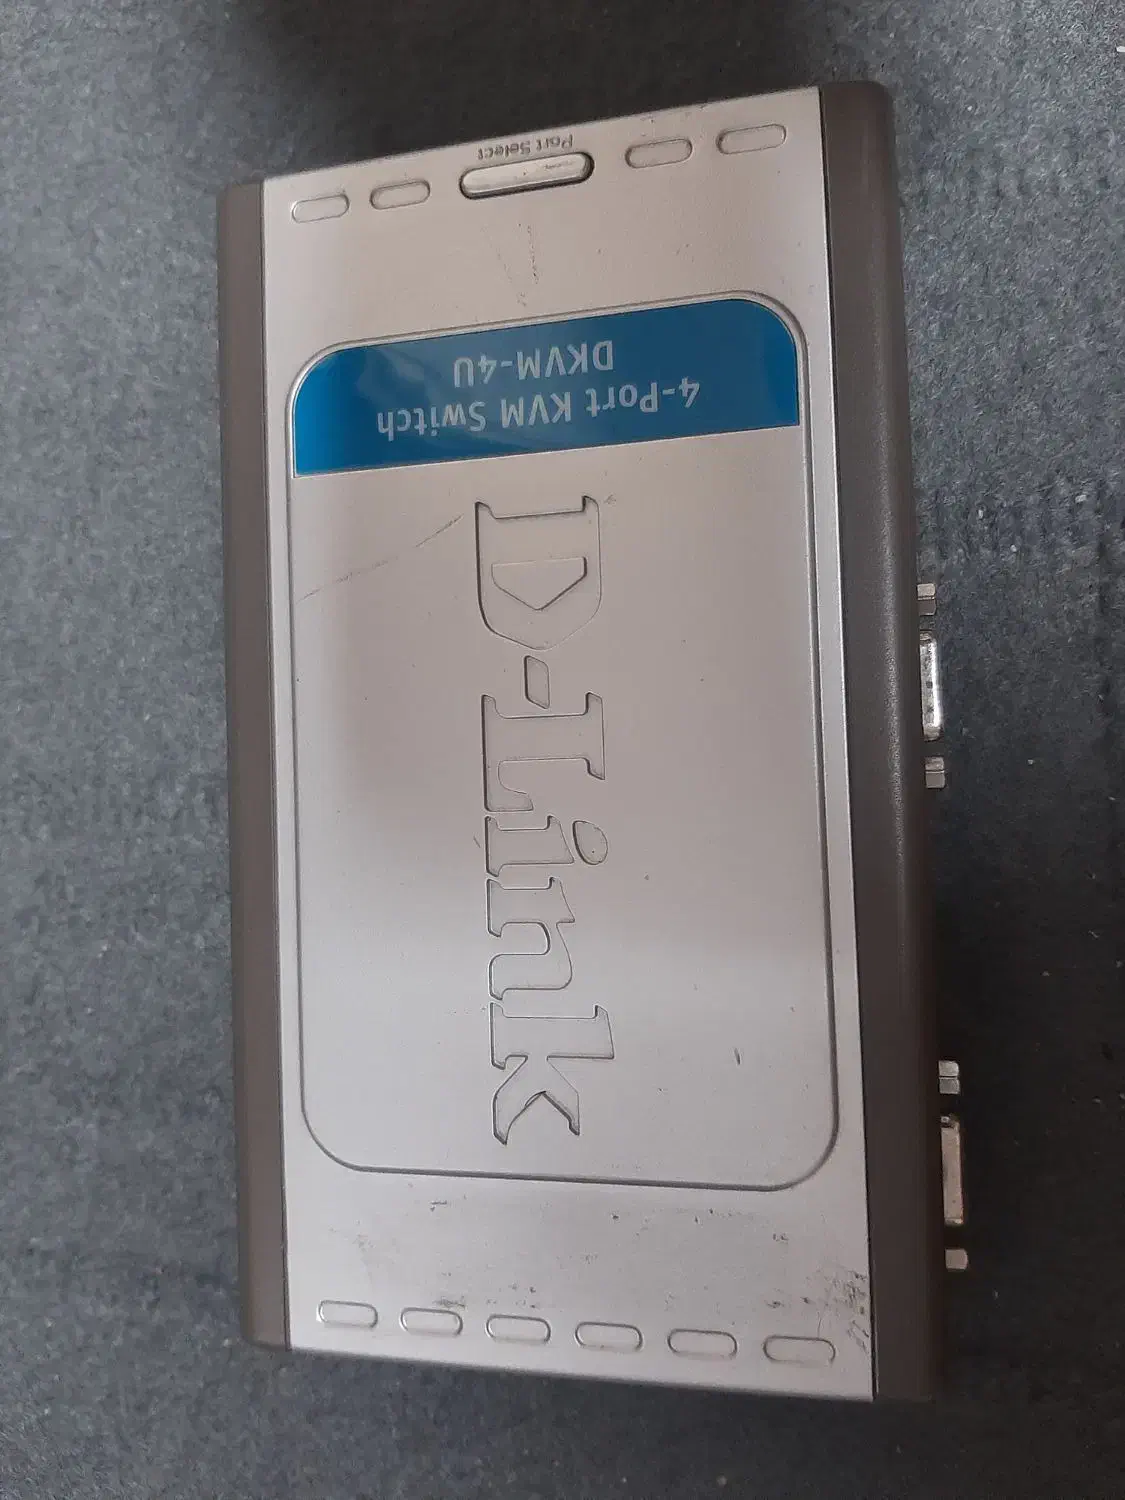 D-Link
4-Port KVM Switch
DKVM-4U
Port Select